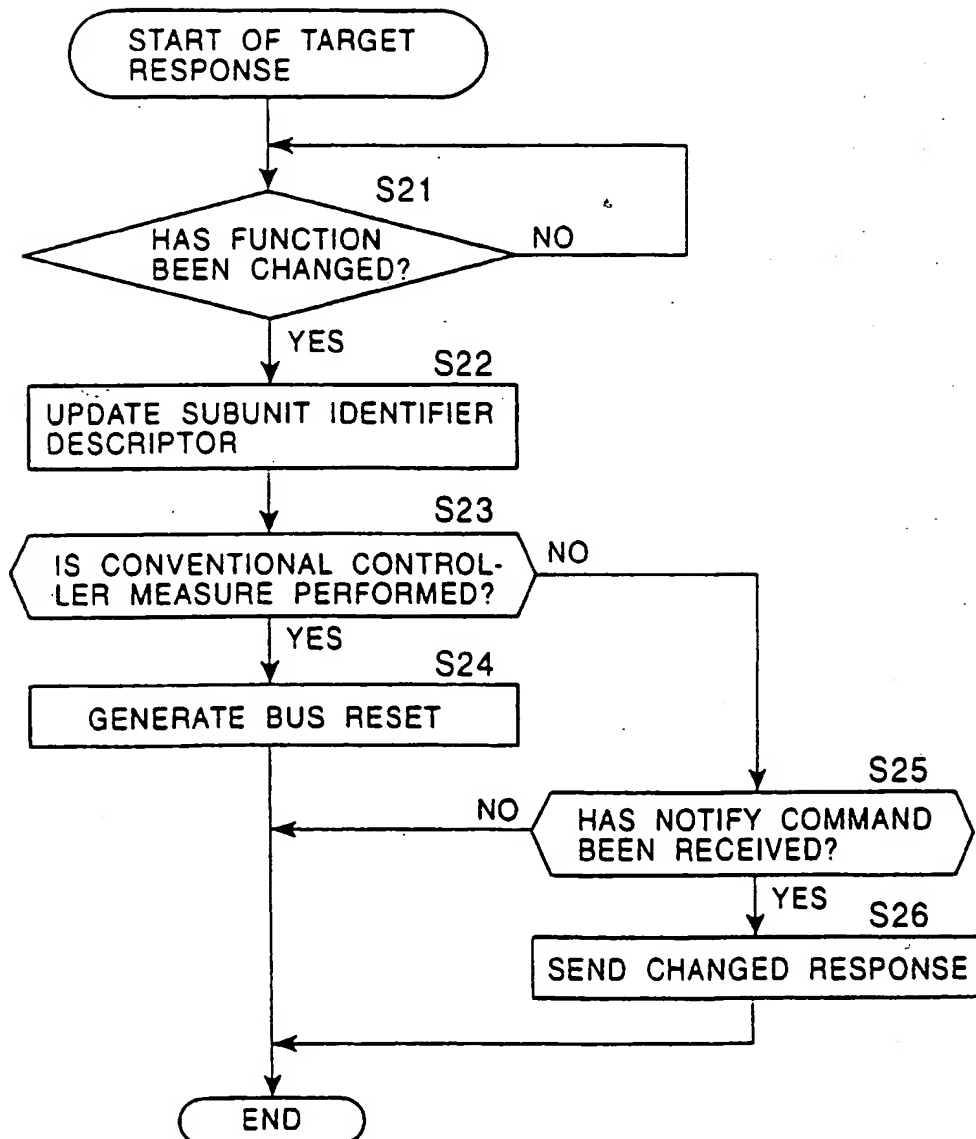 START OF TARGET
RESPONSE
S21
HAS FUNCTION
BEEN CHANGED?
NO
YES
S22
UPDATE SUBUNIT IDENTIFIER
DESCRIPTOR
S23
IS CONVENTIONAL CONTROL-
LER MEASURE PERFORMED?
NO
YES
S24
GENERATE BUS RESET
S25
NO
HAS NOTIFY COMMAND
BEEN RECEIVED?
YES
S26
SEND CHANGED RESPONSE
END